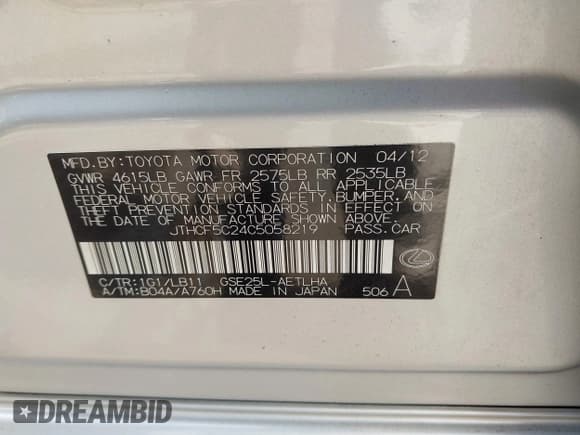 MFD.BY:TOYOTA MOTOR CORPORATION 04/12
GVWR 4615LB GAWR FR 2575LB RR 2535LB
THIS VEHICLE CONFORMS TO ALL APPLICABLE
FEDERAL MOTOR VEHICLE SAFETY,BUMPER,AND
THEFT PREVENTION STANDARDS IN EFFECT ON
THE DATE OF MANUFACTURE SHOWN ABOVE.
JTHCF5C24C5058219 PASS.CAR
C/TR:1G1/LB11 GSE25L-AETLHA
A/TM:B04A/A760H MADE IN JAPAN 506 A
DREAMBID